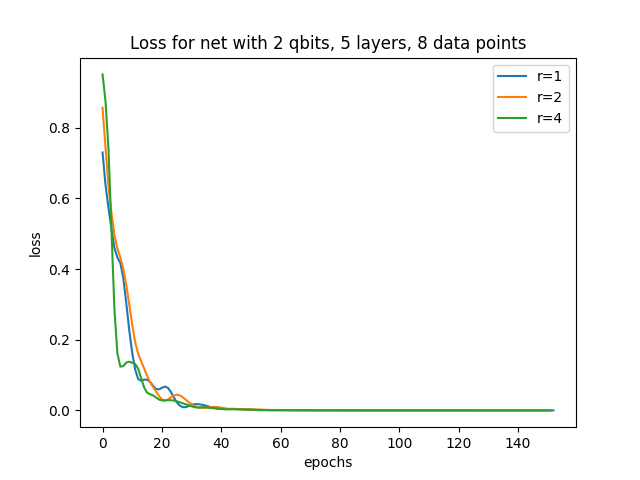 Loss for net with 2 qbits, 5 layers, 8 data points
r=1
r=2
r=4
loss
0.8
0.6
0.4
0.2
0.0
0 20 40 60 80 100 120 140
epochs